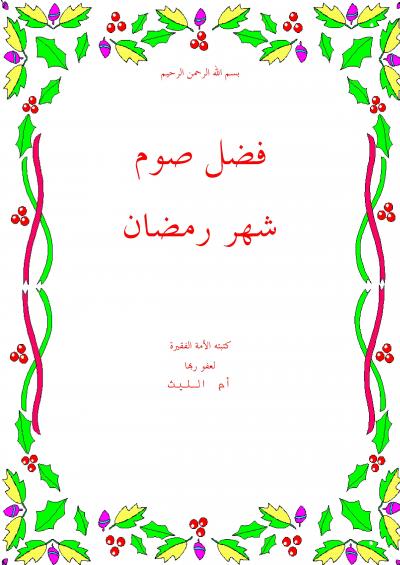 بسم الله الرحمن الرحيم
فضل صوم
شهر رمضان
كتبته الأمة الفقيرة
لعفو ربها
أم الليث